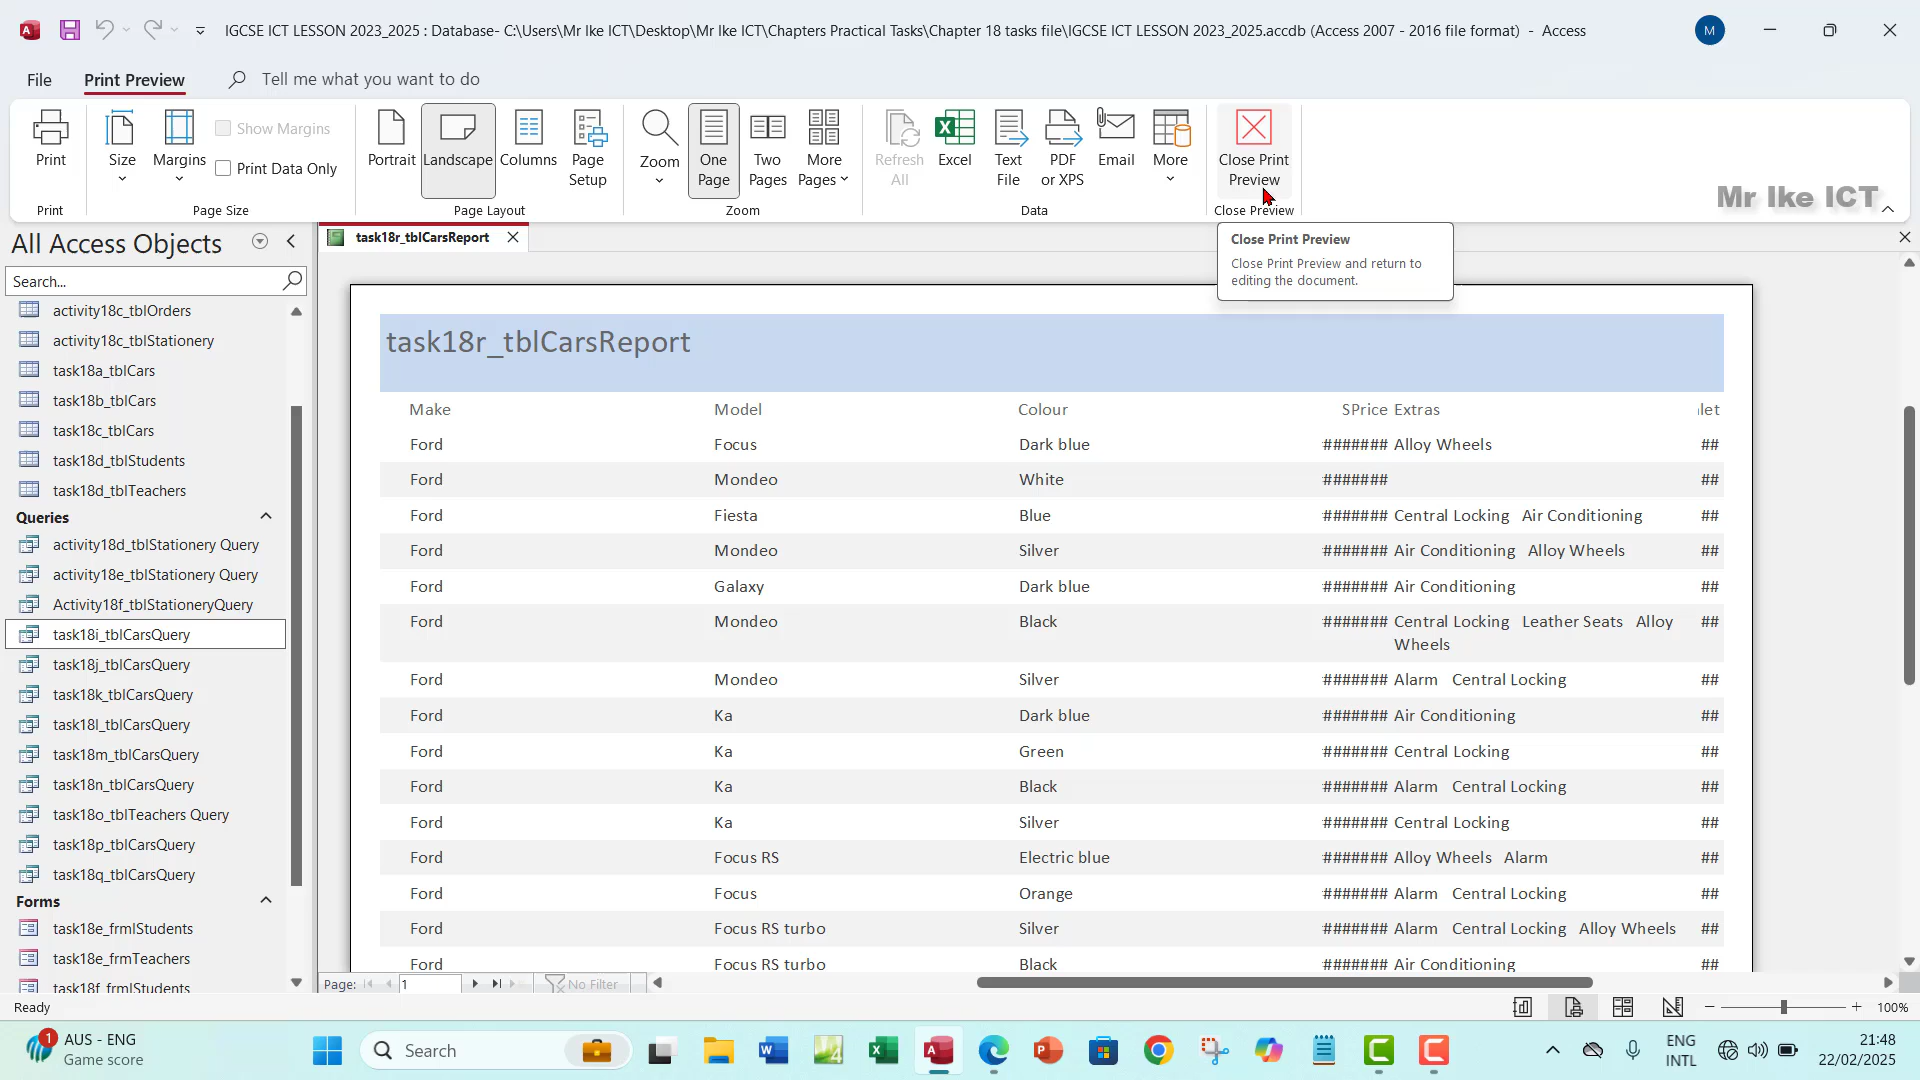 IGCSE ICT LESSON 2023_2025 : Database- C:\Users\Mr Ike ICT\Desktop\Mr Ike ICT\Chapters Practical Tasks\Chapter 18 tasks file\IGCSE ICT LESSON 2023_2025.accdb (Access 2007 - 2016 file format) - Access
M
File
Print Preview
Tell me what you want to do
Print
Size
Margins
Show Margins
Print Data Only
Portrait
Landscape
Columns
Page Setup
Zoom
One Page
Two Pages
More Pages
Refresh All
Excel
Text File
PDF or XPS
Email
More
Close Print Preview
Print
Page Size
Page Layout
Zoom
Data
Close Preview
Mr Ike ICT
All Access Objects
task18r_tblCarsReport
Close Print Preview
Close Print Preview and return to
editing the document.
Search...
activity18c_tblOrders
activity18c_tblStationery
task18a_tblCars
task18b_tblCars
task18c_tblCars
task18d_tblStudents
task18d_tblTeachers
Queries
activity18d_tblStationery Query
activity18e_tblStationery Query
Activity18f_tblStationeryQuery
task18i_tblCarsQuery
task18j_tblCarsQuery
task18k_tblCarsQuery
task18l_tblCarsQuery
task18m_tblCarsQuery
task18n_tblCarsQuery
task18o_tblTeachers Query
task18p_tblCarsQuery
task18q_tblCarsQuery
Forms
task18e_frmlStudents
task18e_frmTeachers
task18f_frmlStudents
task18r_tblCarsReport
Make Model Colour SPrice Extras let
Ford Focus Dark blue ####### Alloy Wheels ##
Ford Mondeo White ####### ##
Ford Fiesta Blue ####### Central Locking Air Conditioning ##
Ford Mondeo Silver ####### Air Conditioning Alloy Wheels ##
Ford Galaxy Dark blue ####### Air Conditioning ##
Ford Mondeo Black ####### Central Locking Leather Seats Alloy ##
Wheels
Ford Mondeo Silver ####### Alarm Central Locking ##
Ford Ka Dark blue ####### Air Conditioning ##
Ford Ka Green ####### Central Locking ##
Ford Ka Black ####### Alarm Central Locking ##
Ford Ka Silver ####### Central Locking ##
Ford Focus RS Electric blue ####### Alloy Wheels Alarm ##
Ford Focus Orange ####### Alarm Central Locking ##
Ford Focus RS turbo Silver ####### Alarm Central Locking Alloy Wheels ##
Ford Focus RS turbo Black ####### Air Conditioning ##
Page: 1 No Filter
Ready
100%
1
AUS - ENG
Game score
Search
ENG
INTL
21:48
22/02/2025